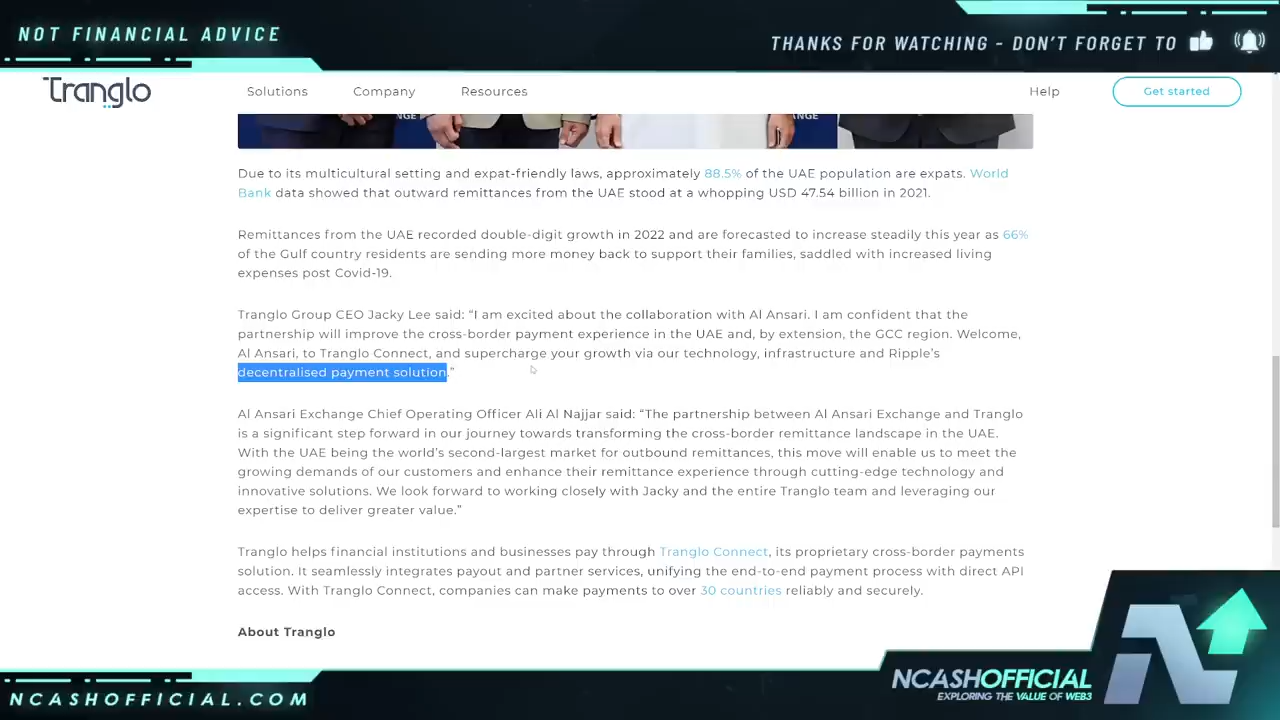 NOT FINANCIAL ADVICE
THANKS FOR WATCHING - DON'T FORGET TO
Tranglo
Solutions Company Resources Help Get started
NGE ANGE
Due to its multicultural setting and expat-friendly laws, approximately 88.5% of the UAE population are expats. World
Bank data showed that outward remittances from the UAE stood at a whopping USD 47.54 billion in 2021.
Remittances from the UAE recorded double-digit growth in 2022 and are forecasted to increase steadily this year as 66%
of the Gulf country residents are sending more money back to support their families, saddled with increased living
expenses post Covid-19.
Tranglo Group CEO Jacky Lee said: “I am excited about the collaboration with Al Ansari. I am confident that the
partnership will improve the cross-border payment experience in the UAE and, by extension, the GCC region. Welcome,
Al Ansari, to Tranglo Connect, and supercharge your growth via our technology, infrastructure and Ripple’s
decentralised payment solution.”
Al Ansari Exchange Chief Operating Officer Ali Al Najjar said: “The partnership between Al Ansari Exchange and Tranglo
is a significant step forward in our journey towards transforming the cross-border remittance landscape in the UAE.
With the UAE being the world’s second-largest market for outbound remittances, this move will enable us to meet the
growing demands of our customers and enhance their remittance experience through cutting-edge technology and
innovative solutions. We look forward to working closely with Jacky and the entire Tranglo team and leveraging our
expertise to deliver greater value.”
Tranglo helps financial institutions and businesses pay through Tranglo Connect, its proprietary cross-border payments
solution. It seamlessly integrates payout and partner services, unifying the end-to-end payment process with direct API
access. With Tranglo Connect, companies can make payments to over 30 countries reliably and securely.
About Tranglo
NCASHOFFICIAL
EXPLORING THE VALUE OF WEB3
NCASHOFFICIAL.COM